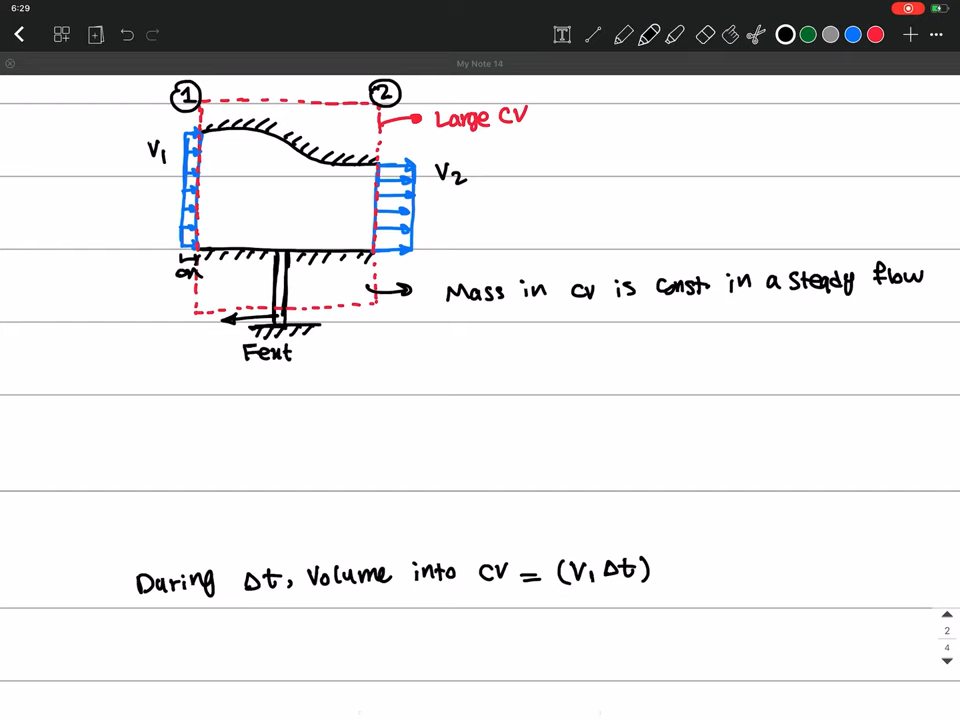 6:29
My Note 14
1 2
Large CV
V1
V2
Mass in CV is const. in a steady flow
Fext
During Δt, Volume into CV = (V1 Δt)
2
4